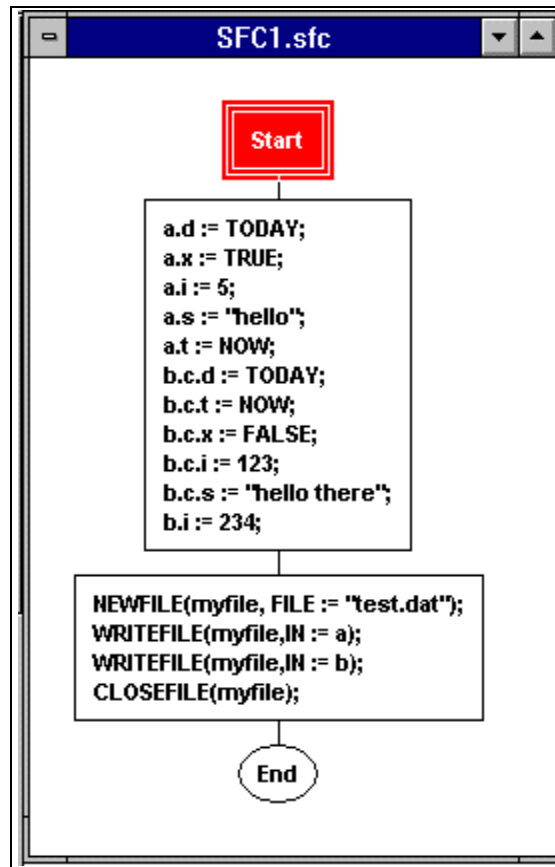 SFC1.sfc
Start
a.d := TODAY;
a.x := TRUE;
a.i := 5;
a.s := "hello";
a.t := NOW;
b.c.d := TODAY;
b.c.t := NOW;
b.c.x := FALSE;
b.c.i := 123;
b.c.s := "hello there";
b.i := 234;
NEWFILE(myfile, FILE := "test.dat");
WRITEFILE(myfile,IN := a);
WRITEFILE(myfile,IN := b);
CLOSEFILE(myfile);
End